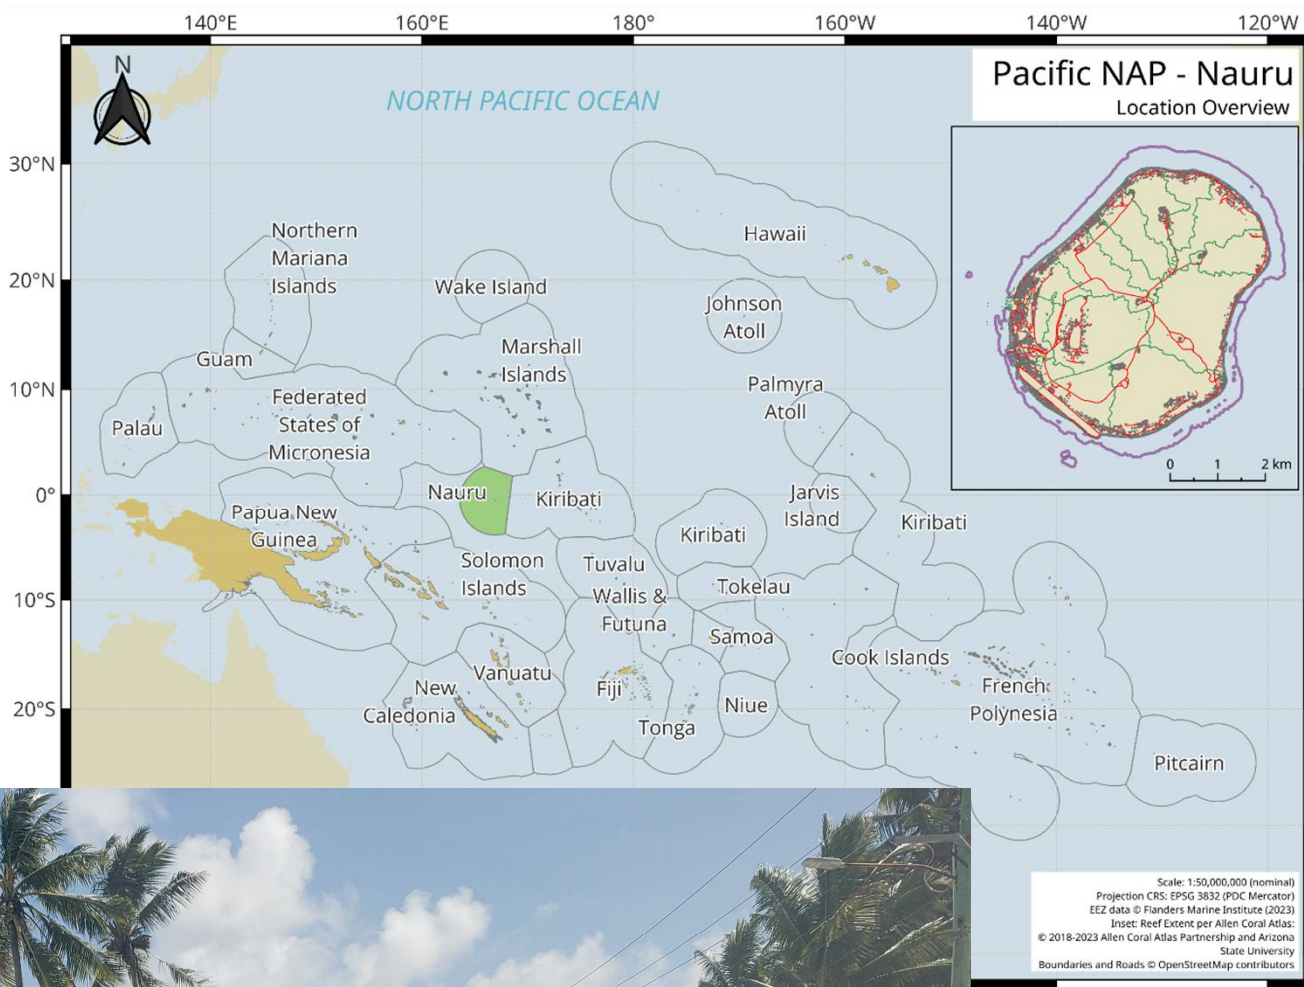 140°E 160°E 180° 160°W 140°W 120°W
Pacific NAP - Nauru
Location Overview
N
NORTH PACIFIC OCEAN
30°N
20°N
10°N
0°
10°S
20°S
Northern
Mariana
Islands
Hawaii
Wake Island
Johnson
Atoll
Guam
Marshall
Islands
Palmyra
Atoll
Palau
Federated
States of
Micronesia
0 1 2 km
Nauru
Kiribati
Jarvis
Island
Kiribati
Papua New
Guinea
Kiribati
Solomon
Islands
Tuvalu
Tokelau
Wallis &
Futuna
Samoa
Cook Islands
Vanuatu
New
Caledonia
Fiji
Tonga
Niue
French
Polynesia
Pitcairn
Scale: 1:50,000,000 (nominal)
Projection CRS: EPSG 3832 (PDC Mercator)
EEZ data © Flanders Marine Institute (2023)
Inset: Reef Extent per Allen Coral Atlas:
© 2018-2023 Allen Coral Atlas Partnership and Arizona
State University
Boundaries and Roads © OpenStreetMap contributors